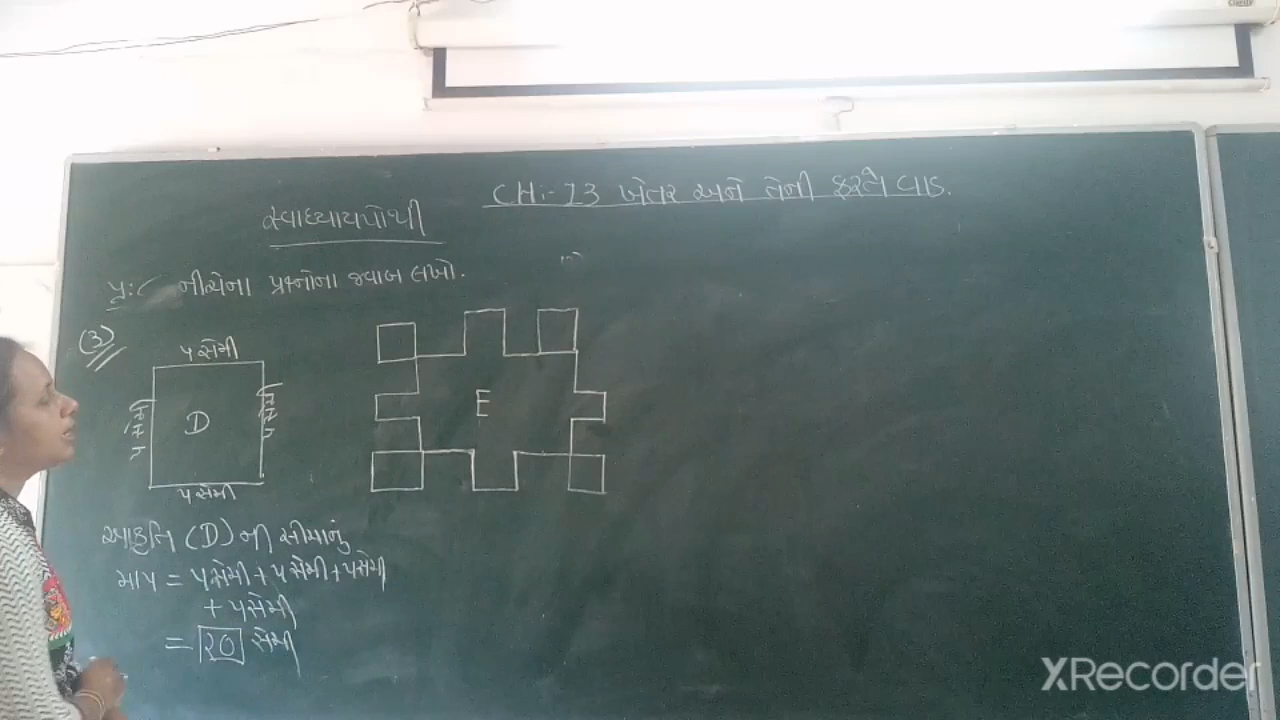 CH:- 13 ખેતર અને તેની ફરતે વાડ.
સ્વાધ્યાયપોથી
પ્ર:૮ નીચેના પ્રશ્નોના જવાબ લખો.
(૩)
૫ સેમી
૫ સેમી
D
૫ સેમી
૫ સેમી
E
આકૃતિ (D) ની સીમાનું
માપ = ૫ સેમી + ૫ સેમી + ૫ સેમી
+ ૫ સેમી
= ૨૦ સેમી
XRecorder